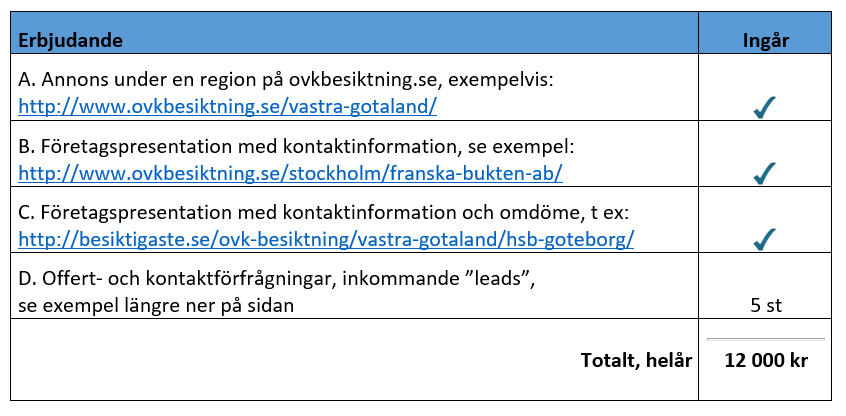 Erbjudande Ingår
A. Annons under en region på ovkbesiktning.se, exempelvis:
http://www.ovkbesiktning.se/vastra-gotaland/ ✓
B. Företagspresentation med kontaktinformation, se exempel:
http://www.ovkbesiktning.se/stockholm/franska-bukten-ab/ ✓
C. Företagspresentation med kontaktinformation och omdöme, t ex:
http://besiktigaste.se/ovk-besiktning/vastra-gotaland/hsb-goteborg/ ✓
D. Offert- och kontaktförfrågningar, inkommande ”leads”,
se exempel längre ner på sidan 5 st
Totalt, helår 12 000 kr